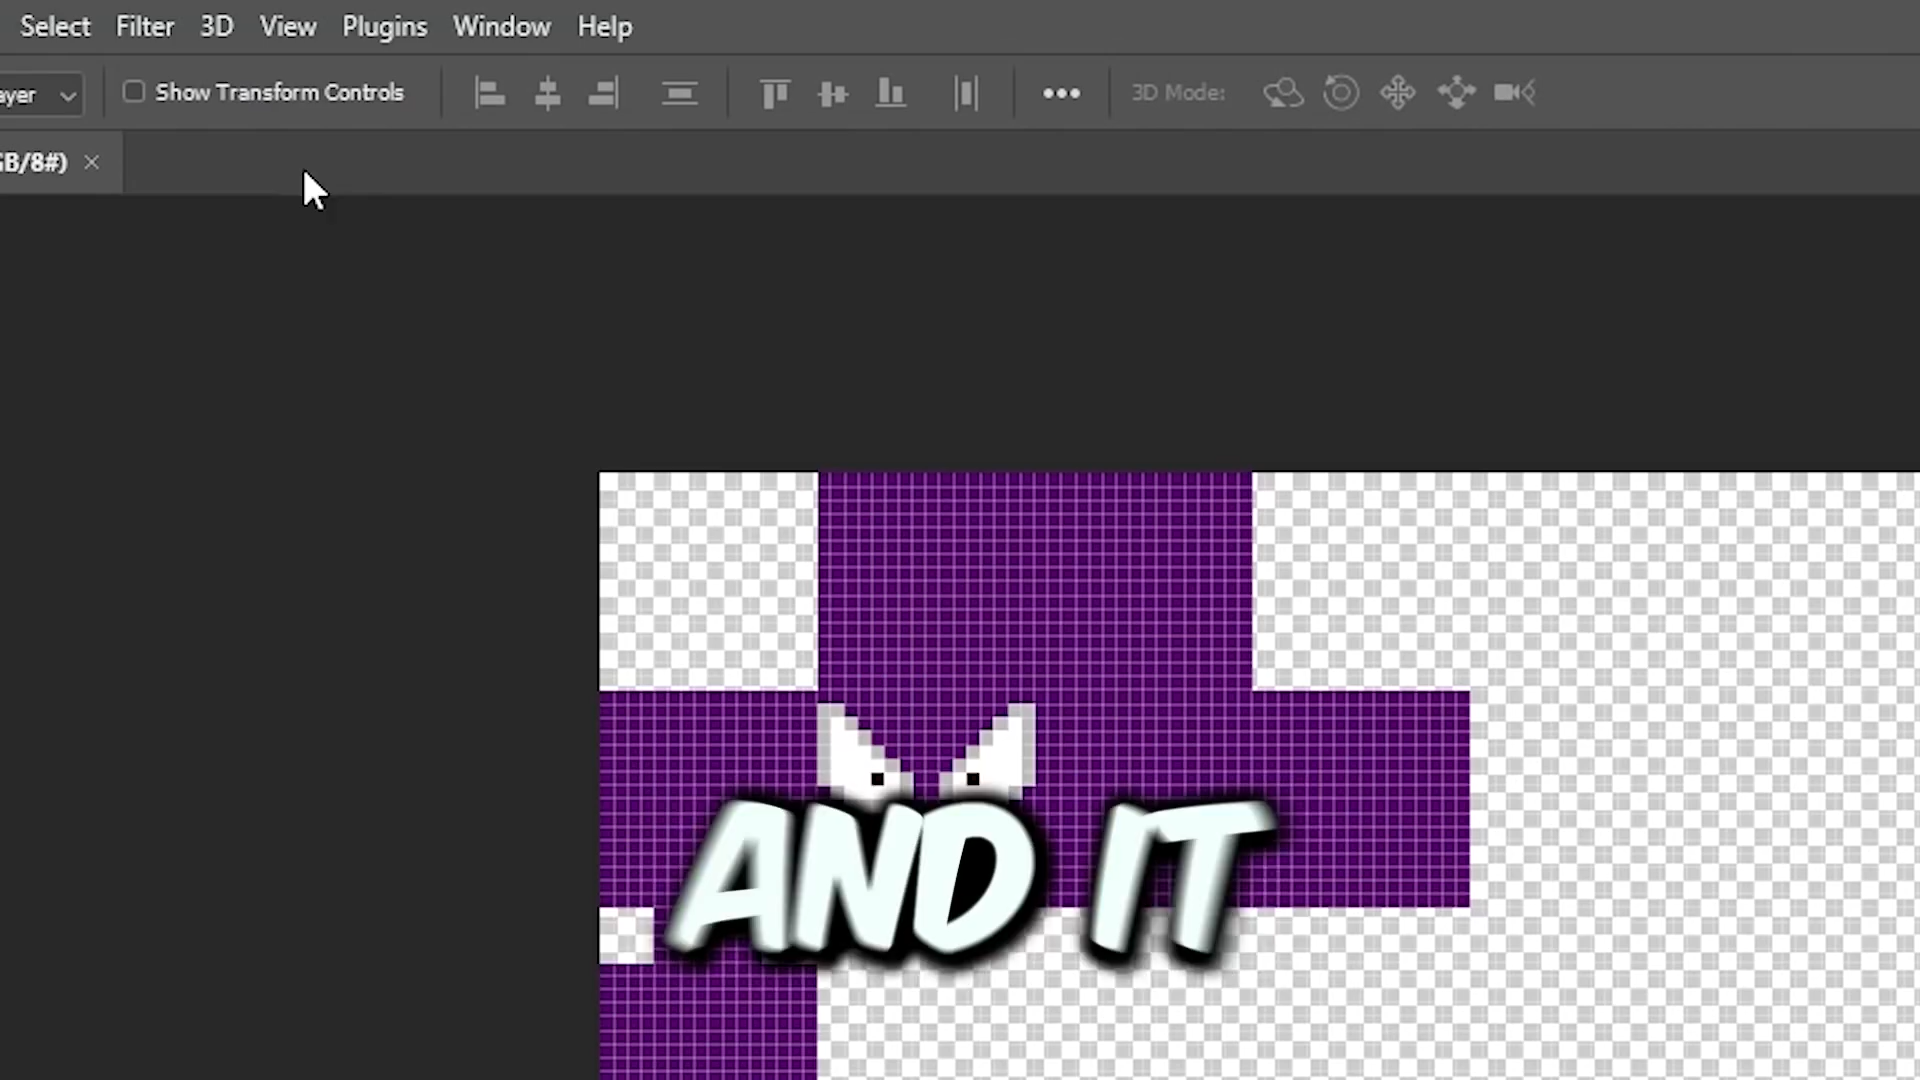 Select Filter 3D View Plugins Window Help
ayer Show Transform Controls 3D Mode:
GB/8#)
AND IT